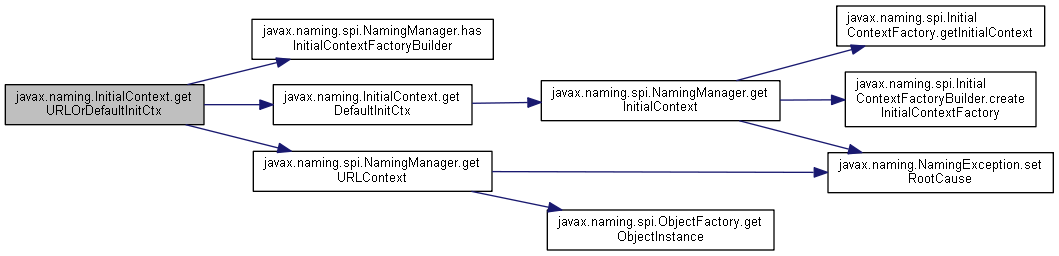 javax.naming.InitialContext.get
URLOrDefaultInitCtx
javax.naming.spi.NamingManager.has
InitialContextFactoryBuilder
javax.naming.InitialContext.get
DefaultInitCtx
javax.naming.spi.NamingManager.get
URLContext
javax.naming.spi.NamingManager.get
InitialContext
javax.naming.spi.ObjectFactory.get
ObjectInstance
javax.naming.spi.Initial
ContextFactory.getInitialContext
javax.naming.spi.Initial
ContextFactoryBuilder.create
InitialContextFactory
javax.naming.NamingException.set
RootCause